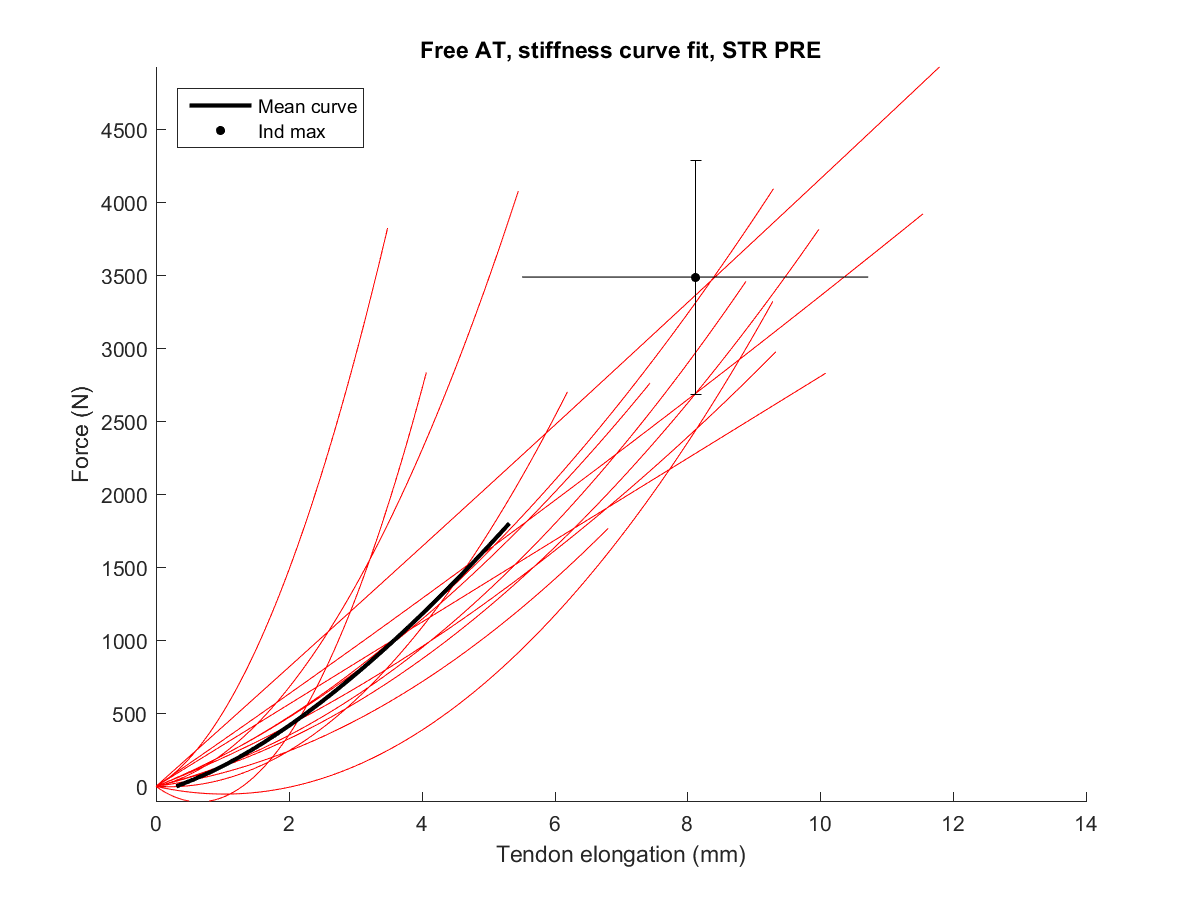 Free AT, stiffness curve fit, STR PRE
Mean curve
Ind max
4500
4000
3500
3000
2500
2000
1500
1000
500
0
Force (N)
0 2 4 6 8 10 12 14
Tendon elongation (mm)